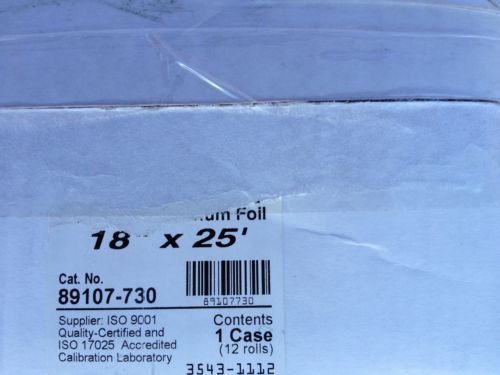 Foil
18" x 25'
Cat. No.
89107-730
89107730
Supplier: ISO 9001
Quality-Certified and
ISO 17025 Accredited
Calibration Laboratory
Contents
1 Case
(12 rolls)
3543-1112